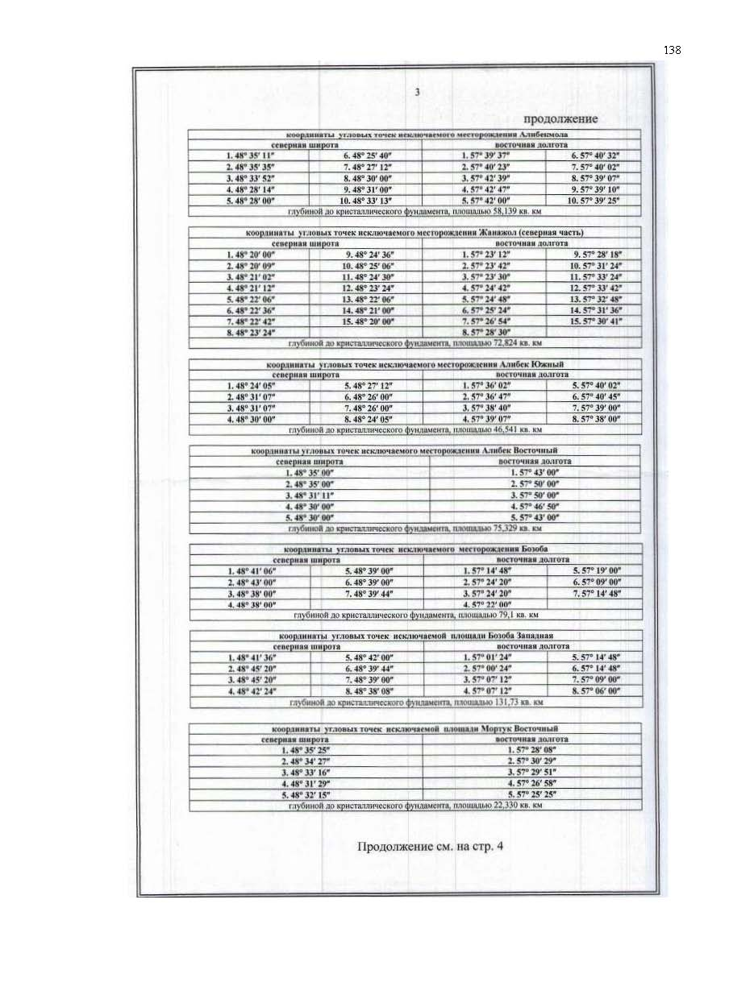 138
3
продолжение
координаты угловых точек исключаемого месторождения Алибекмола
северная широта восточная долгота
1. 48° 35' 11" 6. 48° 25' 40" 1. 57° 39' 37" 6. 57° 40' 32"
2. 48° 35' 35" 7. 48° 27' 12" 2. 57° 40' 23" 7. 57° 40' 02"
3. 48° 33' 52" 8. 48° 30' 00" 3. 57° 42' 39" 8. 57° 39' 07"
4. 48° 28' 14" 9. 48° 31' 00" 4. 57° 42' 47" 9. 57° 39' 10"
5. 48° 28' 00" 10. 48° 33' 13" 5. 57° 42' 00" 10. 57° 39' 25"
глубиной до кристаллического фундамента, площадью 58,139 кв. км
координаты угловых точек исключаемого месторождения Жанажол (северная часть)
северная широта восточная долгота
1. 48° 20' 00" 9. 48° 24' 36" 1. 57° 23' 12" 9. 57° 28' 18"
2. 48° 20' 09" 10. 48° 25' 06" 2. 57° 23' 42" 10. 57° 31' 24"
3. 48° 21' 02" 11. 48° 24' 30" 3. 57° 23' 30" 11. 57° 33' 24"
4. 48° 21' 12" 12. 48° 23' 24" 4. 57° 24' 42" 12. 57° 33' 42"
5. 48° 22' 06" 13. 48° 22' 06" 5. 57° 24' 48" 13. 57° 32' 48"
6. 48° 22' 36" 14. 48° 21' 00" 6. 57° 25' 24" 14. 57° 31' 36"
7. 48° 22' 42" 15. 48° 20' 00" 7. 57° 26' 54" 15. 57° 30' 41"
8. 48° 23' 24" 8. 57° 28' 30"
глубиной до кристаллического фундамента, площадью 72,824 кв. км
координаты угловых точек исключаемого месторождения Алибек Южный
северная широта восточная долгота
1. 48° 24' 05" 5. 48° 27' 12" 1. 57° 36' 02" 5. 57° 40' 02"
2. 48° 31' 07" 6. 48° 26' 00" 2. 57° 36' 47" 6. 57° 40' 45"
3. 48° 31' 07" 7. 48° 26' 00" 3. 57° 38' 40" 7. 57° 39' 00"
4. 48° 30' 00" 8. 48° 24' 05" 4. 57° 39' 07" 8. 57° 38' 00"
глубиной до кристаллического фундамента, площадью 46,541 кв. км
координаты угловых точек исключаемого месторождения Алибек Восточный
северная широта восточная долгота
1. 48° 35' 00" 1. 57° 43' 00"
2. 48° 35' 00" 2. 57° 50' 00"
3. 48° 31' 11" 3. 57° 50' 00"
4. 48° 30' 00" 4. 57° 46' 50"
5. 48° 30' 00" 5. 57° 43' 00"
глубиной до кристаллического фундамента, площадью 75,329 кв. км
координаты угловых точек исключаемого месторождения Бозоба
северная широта восточная долгота
1. 48° 41' 06" 5. 48° 39' 00" 1. 57° 14' 48" 5. 57° 19' 00"
2. 48° 43' 00" 6. 48° 39' 00" 2. 57° 24' 20" 6. 57° 09' 00"
3. 48° 38' 00" 7. 48° 39' 44" 3. 57° 24' 20" 7. 57° 14' 48"
4. 48° 38' 00" 4. 57° 22' 00"
глубиной до кристаллического фундамента, площадью 79,1 кв. км
координаты угловых точек исключаемой площади Бозоба Западная
северная широта восточная долгота
1. 48° 41' 36" 5. 48° 42' 00" 1. 57° 01' 24" 5. 57° 14' 48"
2. 48° 45' 20" 6. 48° 39' 44" 2. 57° 00' 24" 6. 57° 14' 48"
3. 48° 45' 20" 7. 48° 39' 00" 3. 57° 07' 12" 7. 57° 09' 00"
4. 48° 42' 24" 8. 48° 38' 08" 4. 57° 07' 12" 8. 57° 06' 00"
глубиной до кристаллического фундамента, площадью 131,73 кв. км
координаты угловых точек исключаемой площади Мортук Восточный
северная широта восточная долгота
1. 48° 35' 25" 1. 57° 28' 08"
2. 48° 34' 27" 2. 57° 30' 29"
3. 48° 33' 16" 3. 57° 29' 51"
4. 48° 31' 29" 4. 57° 26' 58"
5. 48° 32' 15" 5. 57° 25' 25"
глубиной до кристаллического фундамента, площадью 22,330 кв. км
Продолжение см. на стр. 4